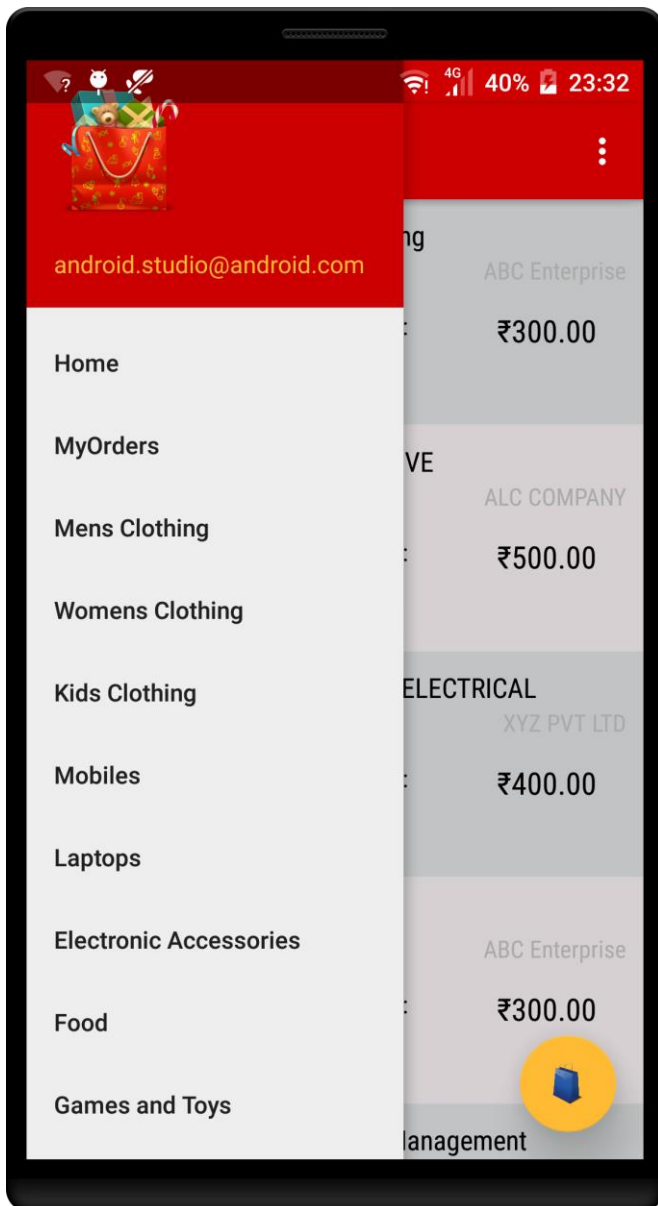 4G 40% 23:32
android.studio@android.com
Home
MyOrders
Mens Clothing
Womens Clothing
Kids Clothing
Mobiles
Laptops
Electronic Accessories
Food
Games and Toys
ng
ABC Enterprise
: ₹300.00
VE
ALC COMPANY
: ₹500.00
ELECTRICAL
XYZ PVT LTD
: ₹400.00
ABC Enterprise
: ₹300.00
anagement